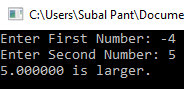 C:\Users\Subal Pant\Docume
Enter First Number: -4
Enter Second Number: 5
5.000000 is larger.